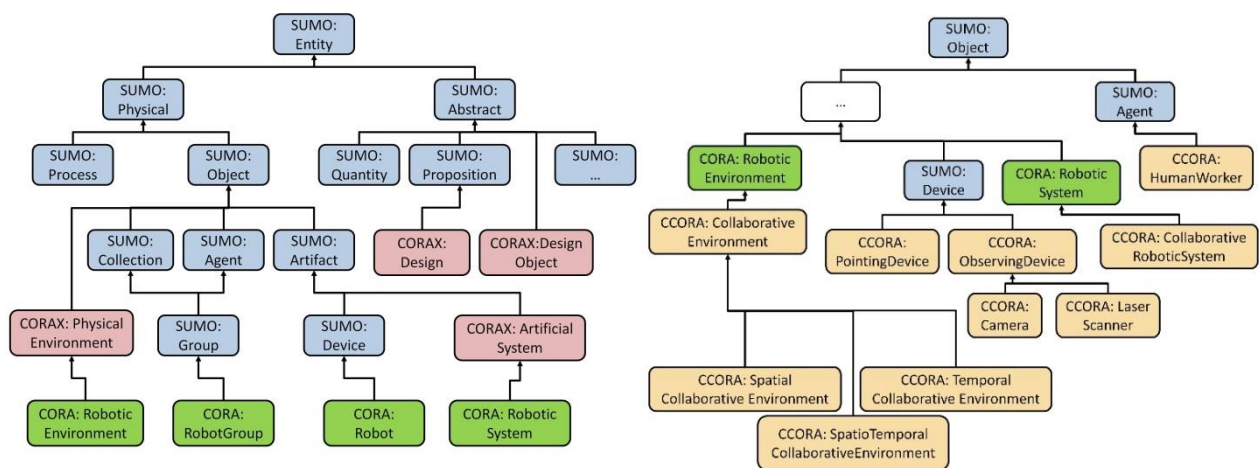 SUMO:
Entity
SUMO:
Physical
SUMO:
Abstract
SUMO:
Process
SUMO:
Object
SUMO:
Quantity
SUMO:
Proposition
SUMO:
...
SUMO:
Collection
SUMO:
Agent
SUMO:
Artifact
CORAX:
Design
CORAX:Design
Object
CORAX: Physical
Environment
SUMO:
Group
SUMO:
Device
CORAX: Artificial
System
CORA: Robotic
Environment
CORA:
RobotGroup
CORA:
Robot
CORA: Robotic
System
SUMO:
Object
...
SUMO:
Agent
CORA: Robotic
Environment
SUMO:
Device
CORA: Robotic
System
CCORA:
HumanWorker
CCORA: Collaborative
Environment
CCORA:
PointingDevice
CCORA:
ObservingDevice
CCORA: Collaborative
RoboticSystem
CCORA:
Camera
CCORA: Laser
Scanner
CCORA: Spatial
Collaborative Environment
CCORA: Temporal
Collaborative Environment
CCORA: SpatioTemporal
CollaborativeEnvironment